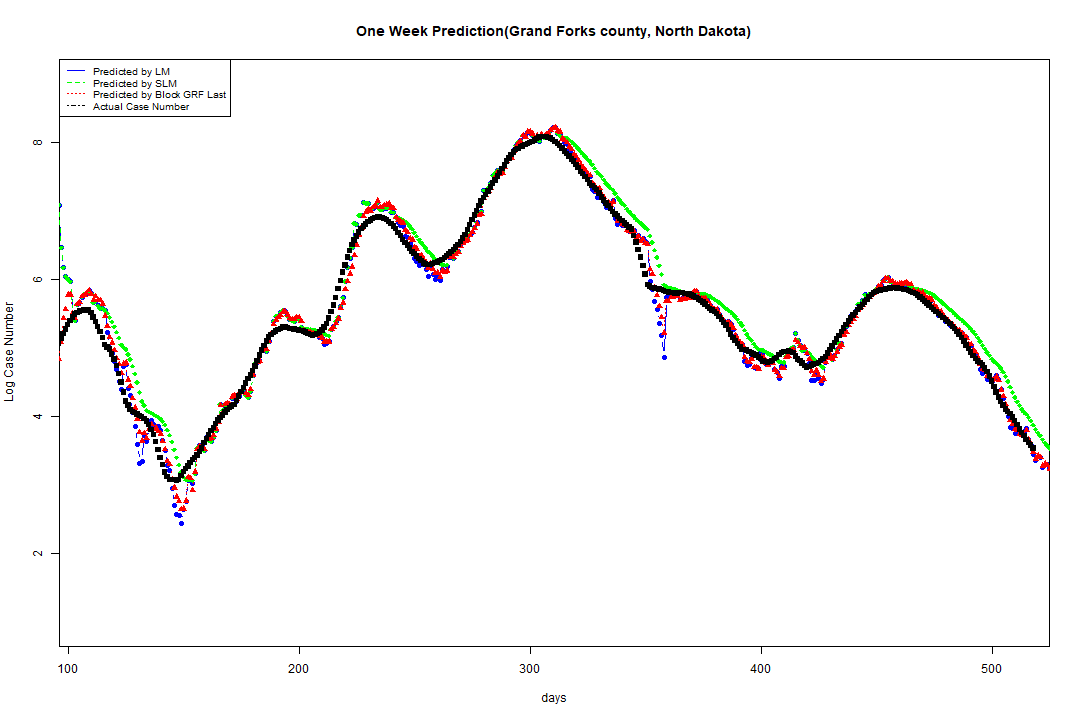 One Week Prediction(Grand Forks county, North Dakota)
Predicted by LM
Predicted by SLM
Predicted by Block GRF Last
Actual Case Number
8
6
4
2
Log Case Number
100 200 300 400 500
days